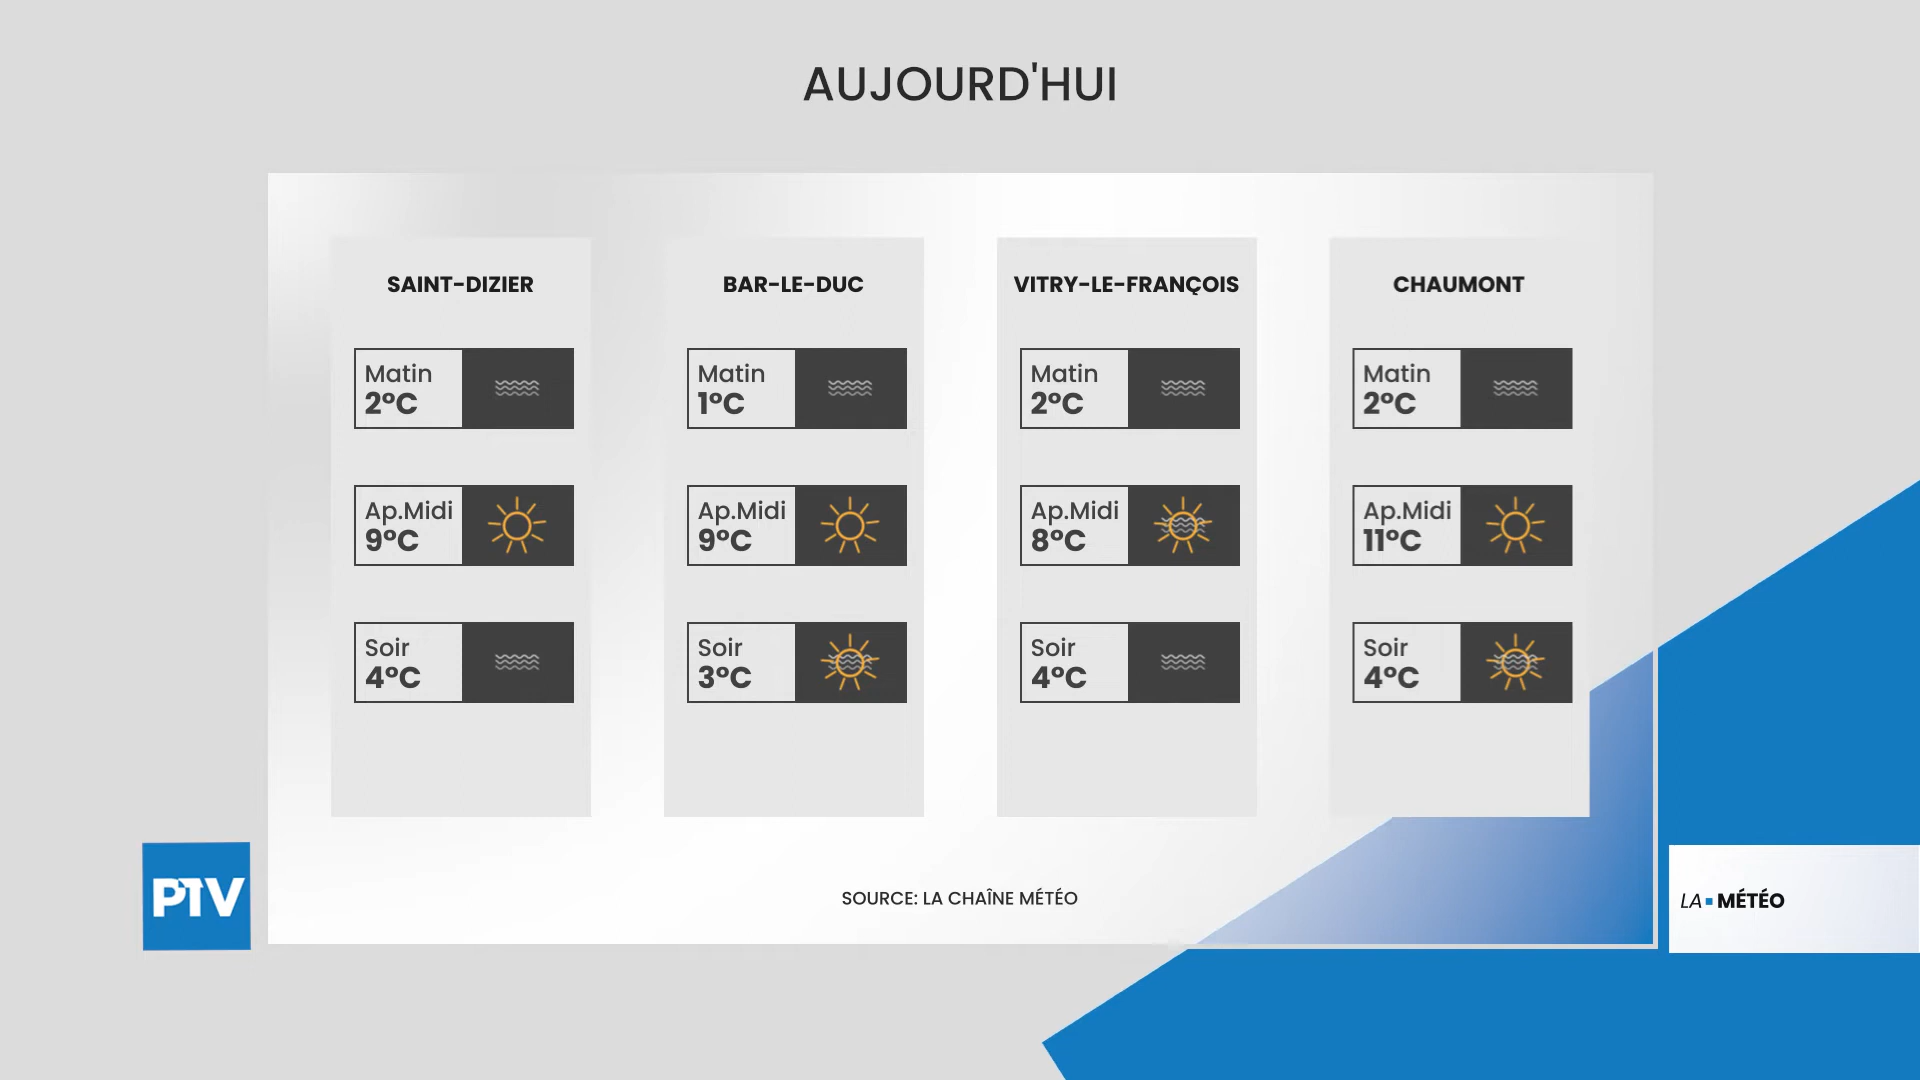 AUJOURD'HUI
SAINT-DIZIER
Matin
2°C
Ap.Midi
9°C
Soir
4°C
BAR-LE-DUC
Matin
1°C
Ap.Midi
9°C
Soir
3°C
VITRY-LE-FRANÇOIS
Matin
2°C
Ap.Midi
8°C
Soir
4°C
CHAUMONT
Matin
2°C
Ap.Midi
11°C
Soir
4°C
SOURCE: LA CHAÎNE MÉTÉO
PTV
LA MÉTÉO